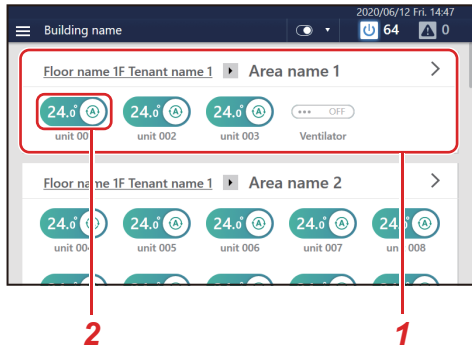 2020/06/12 Fri. 14:47
Building name
64
0
Floor name 1F Tenant name 1 Area name 1
24.0° A 24.0° A 24.0° A ••• OFF
unit 00 unit 002 unit 003 Ventilator
Floor name 1F Tenant name 1 Area name 2
24.0° A 24.0° A 24.0° A 24.0° A 24. A
unit 004 unit 005 unit 006 unit 007 un 008
2 1